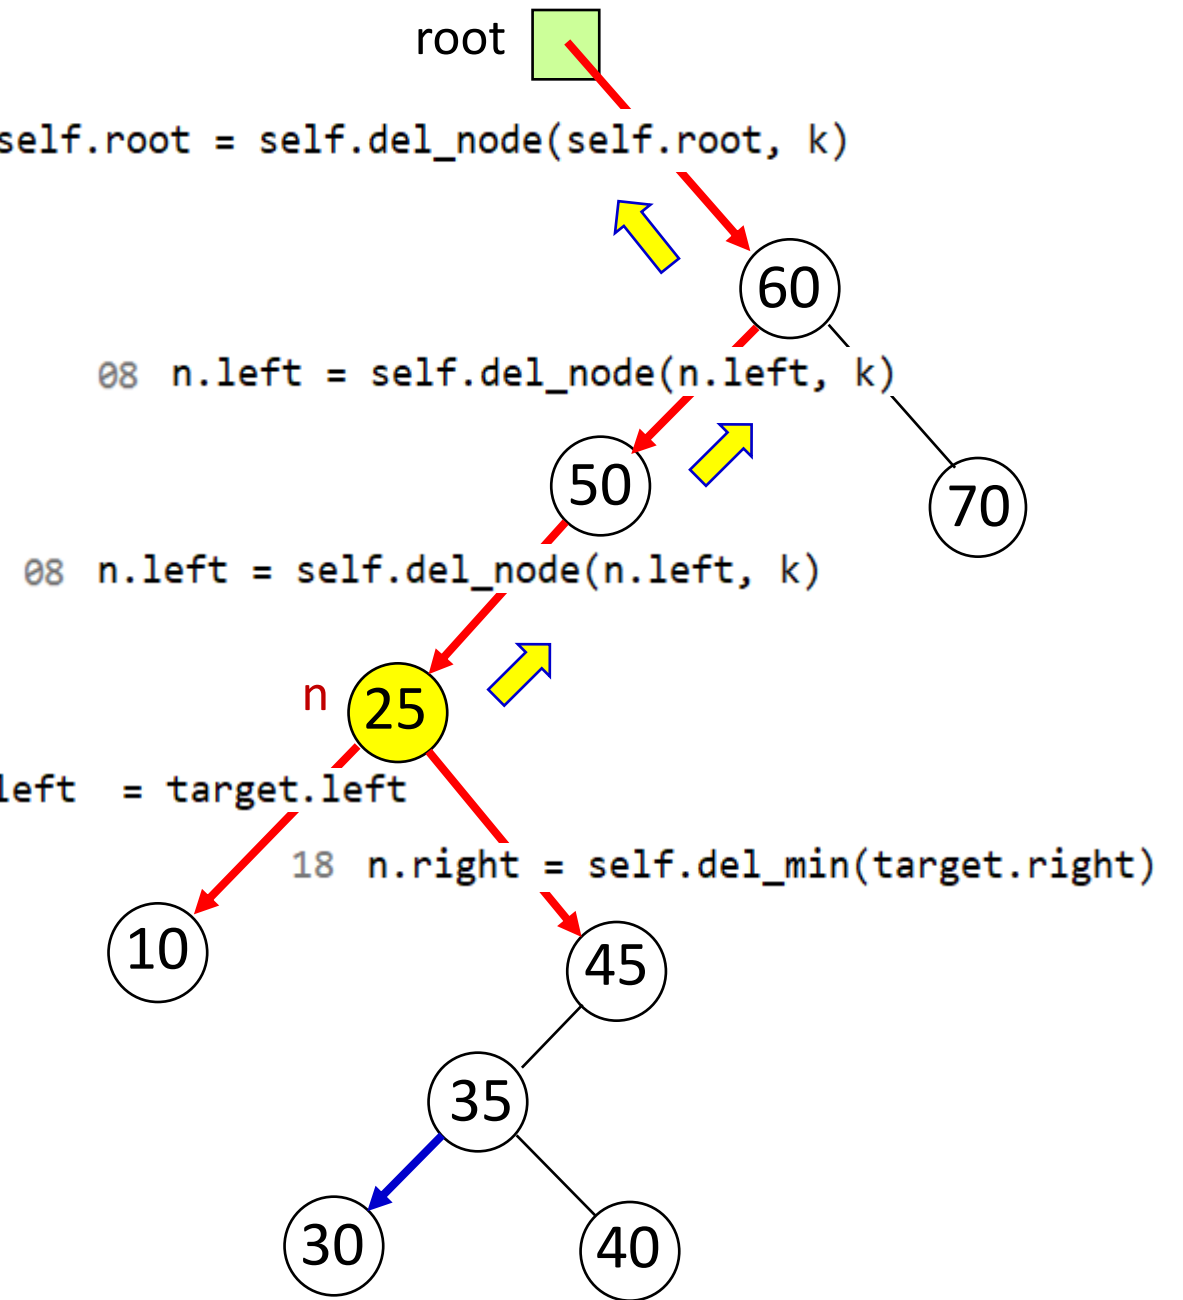 root
self.root = self.del_node(self.root, k)
60
08 n.left = self.del_node(n.left, k)
50
70
08 n.left = self.del_node(n.left, k)
n
25
left = target.left
18 n.right = self.del_min(target.right)
10
45
35
30
40